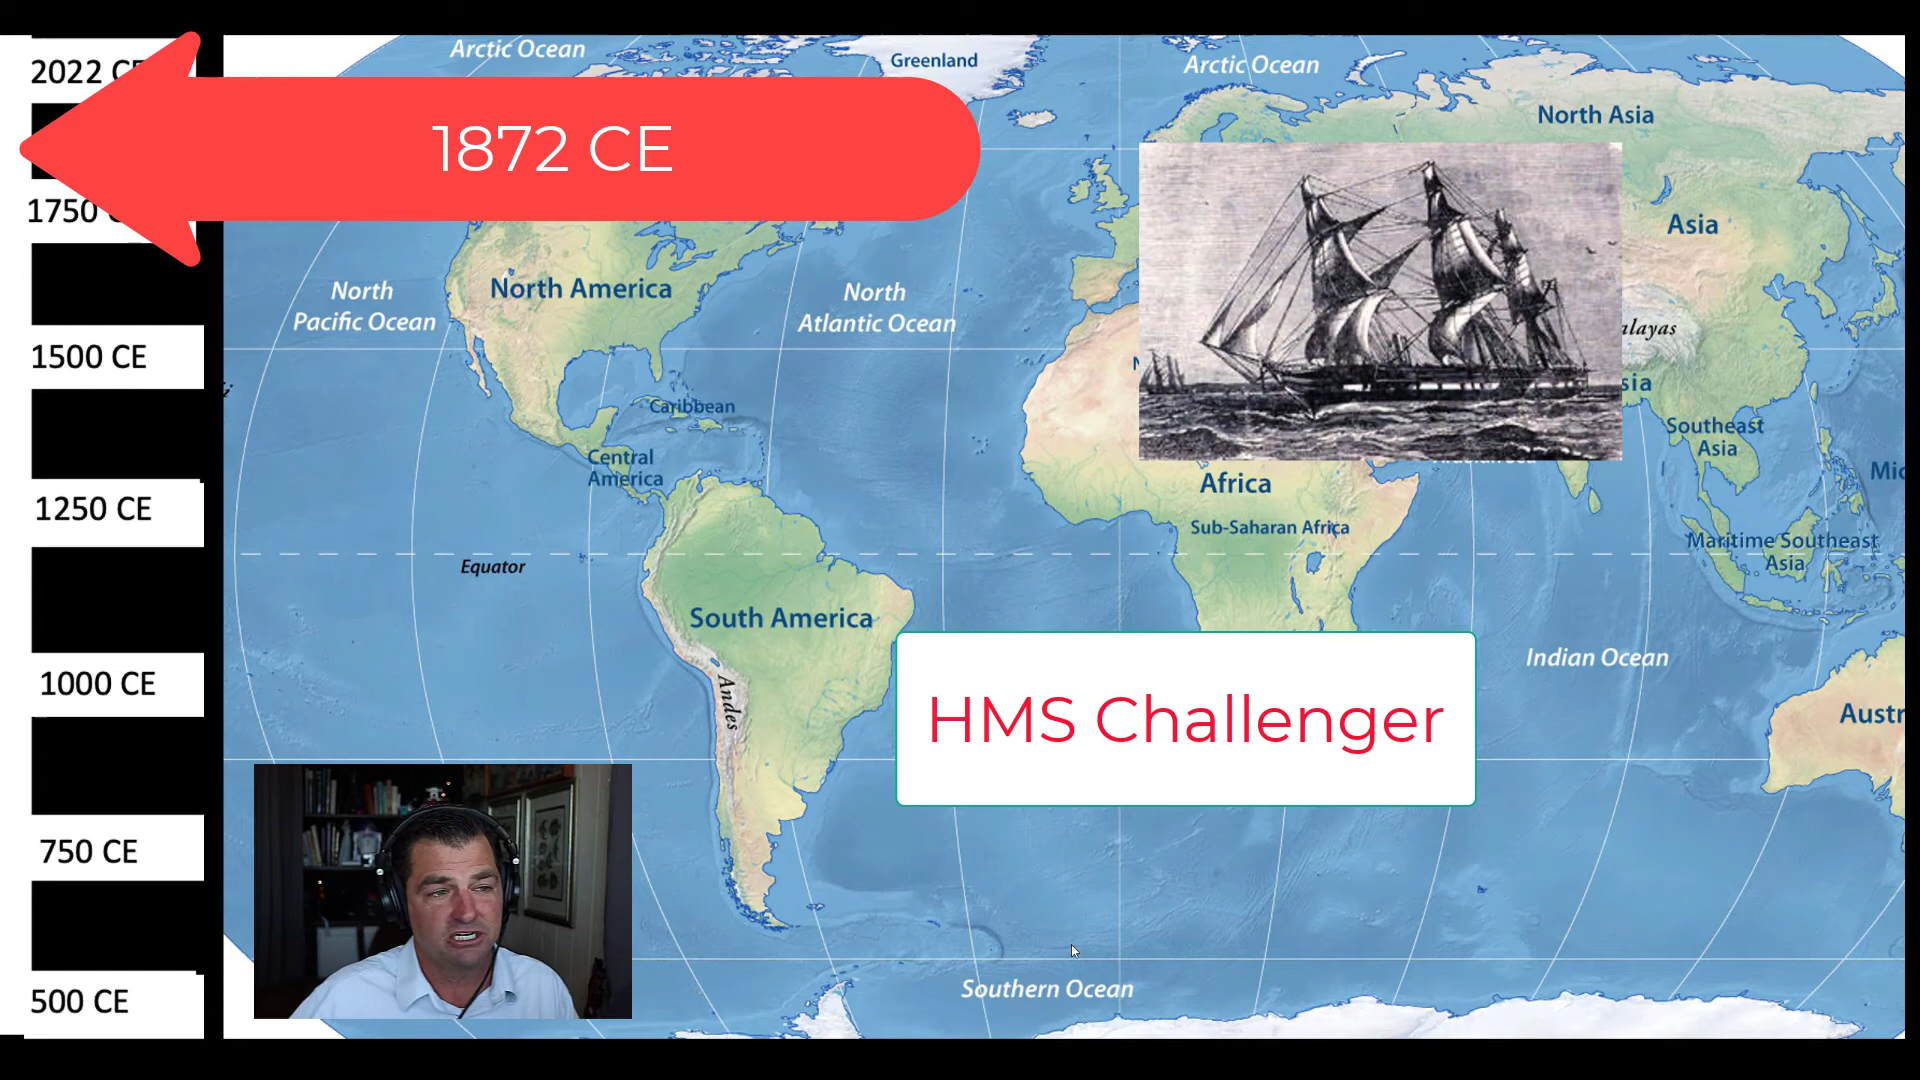 2022 CE
1872 CE
1750
1500 CE
1250 CE
1000 CE
750 CE
500 CE
Arctic Ocean
Greenland
Arctic Ocean
North Asia
Asia
North
Pacific Ocean
North America
North
Atlantic Ocean
Caribbean
Central
America
Southeast
Asia
Africa
Sub-Saharan Africa
Maritime Southeast
Asia
Equator
South America
Andes
Indian Ocean
HMS Challenger
Southern Ocean